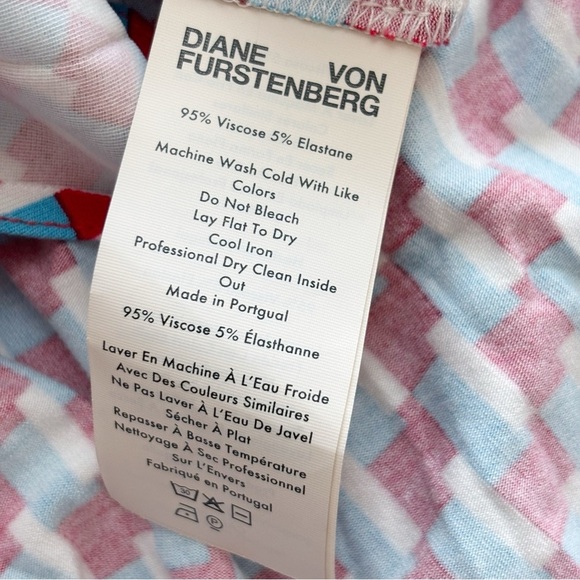 DIANE VON
FURSTENBERG
95% Viscose 5% Elastane
Machine Wash Cold With Like
Colors
Do Not Bleach
Lay Flat To Dry
Cool Iron
Professional Dry Clean Inside
Out
Made in Portgual
95% Viscose 5% Élasthanne
Laver En Machine À L'Eau Froide
Avec Des Couleurs Similaires
Ne Pas Laver À L'Eau De Javel
Sécher À Plat
Repasser À Basse Température
Nettoyage À Sec Professionnel
Sur L'Envers
Fabriqué en Portugal
30
P